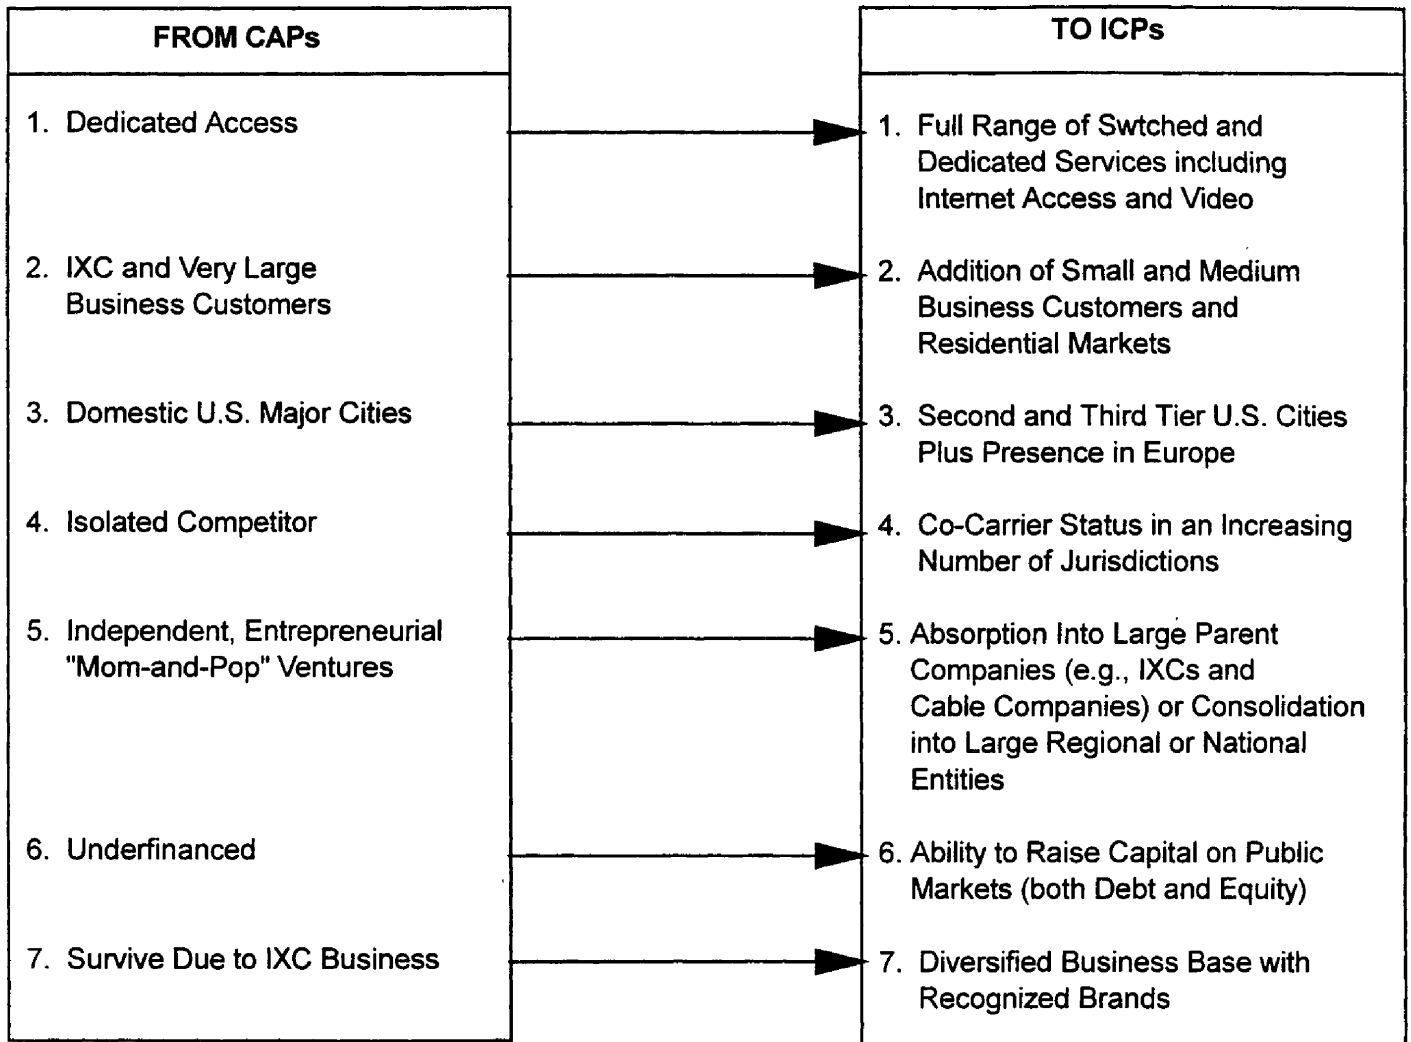 FROM CAPs
1. Dedicated Access
2. IXC and Very Large
Business Customers
3. Domestic U.S. Major Cities
4. Isolated Competitor
5. Independent, Entrepreneurial
"Mom-and-Pop" Ventures
6. Underfinanced
7. Survive Due to IXC Business
TO ICPs
1. Full Range of Swtched and
Dedicated Services including
Internet Access and Video
2. Addition of Small and Medium
Business Customers and
Residential Markets
3. Second and Third Tier U.S. Cities
Plus Presence in Europe
4. Co-Carrier Status in an Increasing
Number of Jurisdictions
5. Absorption Into Large Parent
Companies (e.g., IXCs and
Cable Companies) or Consolidation
into Large Regional or National
Entities
6. Ability to Raise Capital on Public
Markets (both Debt and Equity)
7. Diversified Business Base with
Recognized Brands